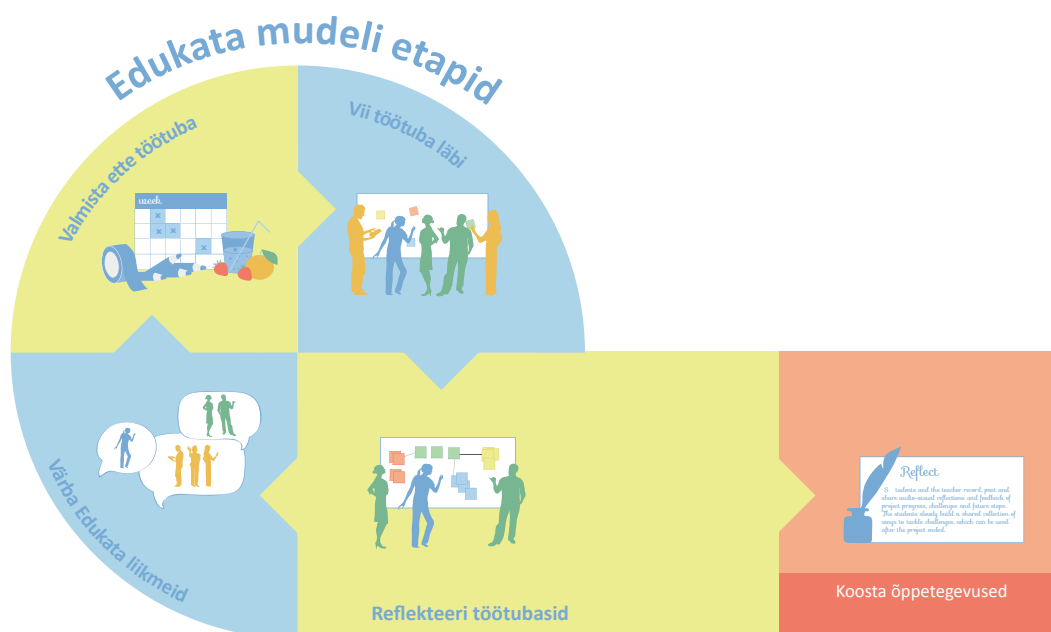 Edukata mudeli etapid
Valmista ette töötuba
Vii töötuba läbi
week
x
x x
x
Värba Edukata liikmeid
Reflekteeri töötubasid
Reflect
S tudents and the teacher record, post and
share audio-visual reflections and feedback of
project progress, challenges and future steps.
The students slowly build a shared collection of
ways to tackle challenges, which can be used
after the project ended.
Koosta õppetegevused